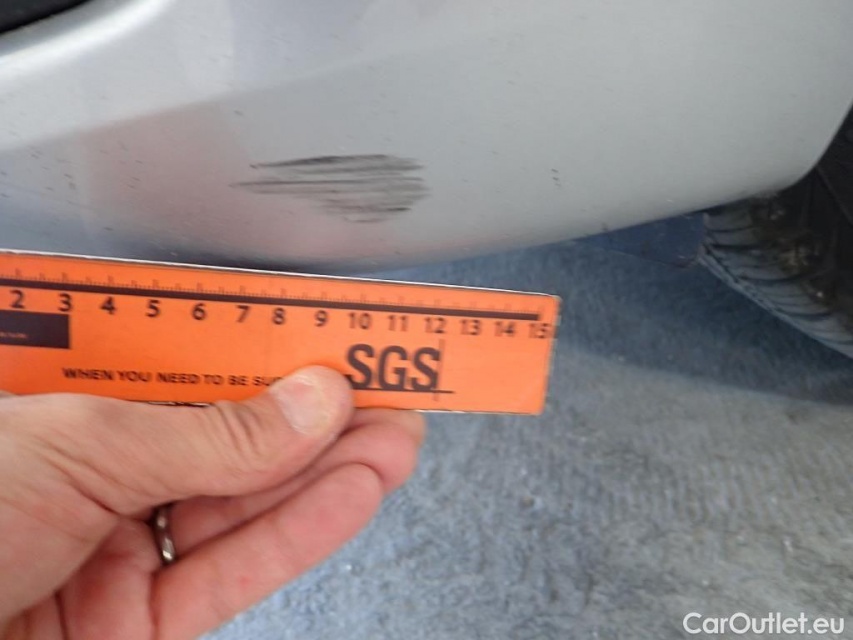 2 3 4 5 6 7 8 9 10 11 12 13 14 15
WHEN YOU NEED TO BE
SGS
CarOutlet.eu